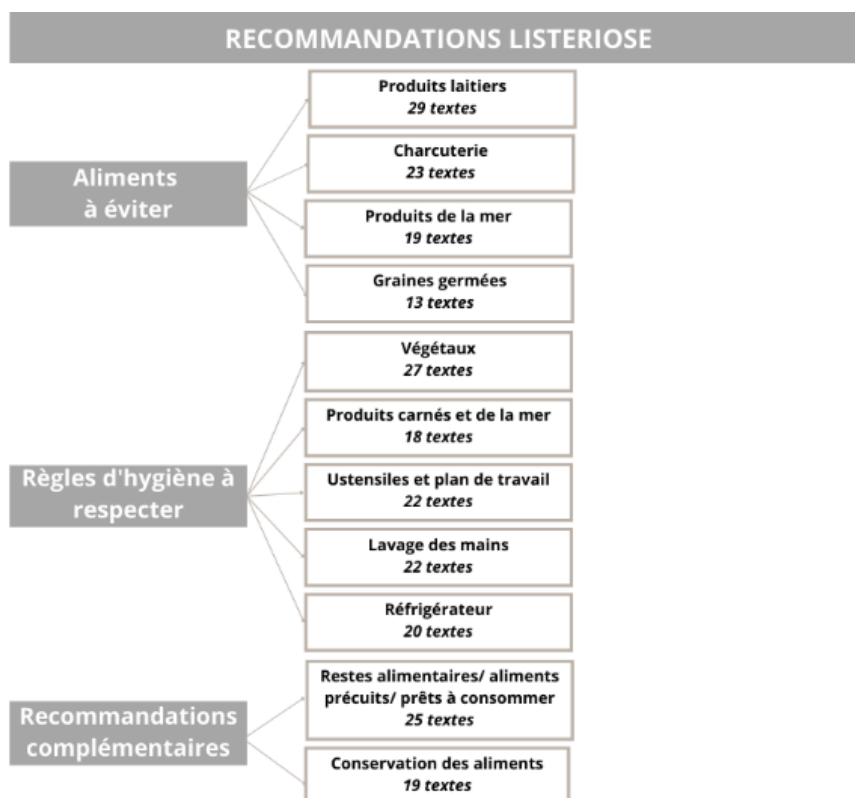 RECOMMANDATIONS LISTERIOSE
Aliments
à éviter
Produits laitiers
29 textes
Charcuterie
23 textes
Produits de la mer
19 textes
Graines germées
13 textes
Règles d'hygiène à
respecter
Végétaux
27 textes
Produits carnés et de la mer
18 textes
Ustensiles et plan de travail
22 textes
Lavage des mains
22 textes
Réfrigérateur
20 textes
Recommandations
complémentaires
Restes alimentaires/ aliments
précuits/ prêts à consommer
25 textes
Conservation des aliments
19 textes